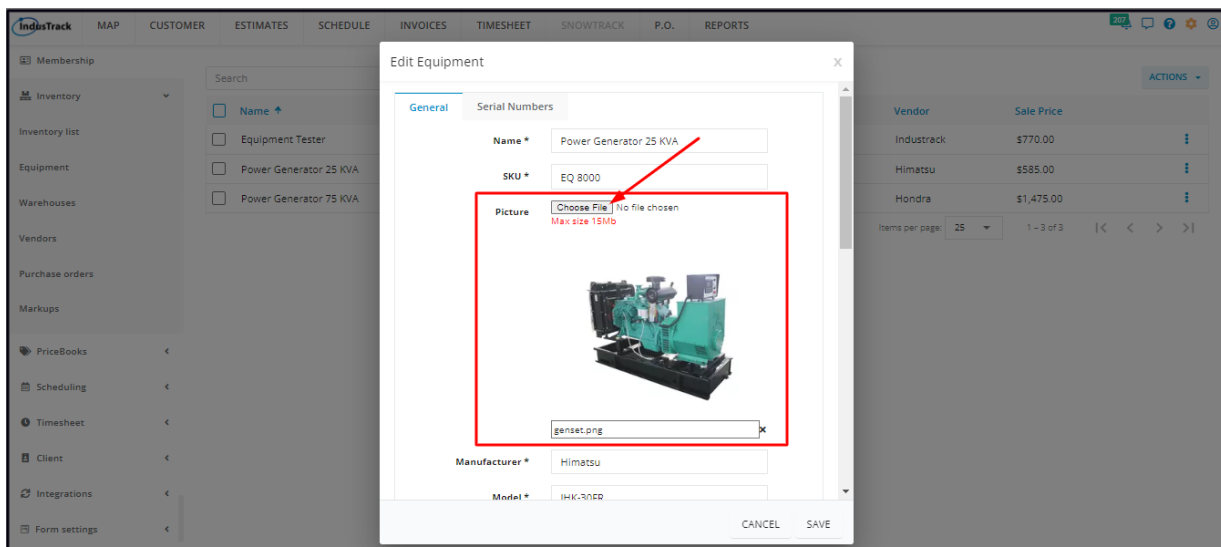 IndusTrack MAP CUSTOMER ESTIMATES SCHEDULE INVOICES TIMESHEET SNOWTRACK P.O. REPORTS 207
Membership
Inventory
Inventory list
Equipment
Warehouses
Vendors
Purchase orders
Markups
PriceBooks
Scheduling
Timesheet
Client
Integrations
Form settings
Search
ACTIONS
Name Vendor Sale Price
Equipment Tester Industrack $770.00
Power Generator 25 KVA Himatsu $585.00
Power Generator 75 KVA Hondra $1,475.00
Items per page: 25 1 – 3 of 3
Edit Equipment X
General Serial Numbers
Name * Power Generator 25 KVA
SKU * EQ 8000
Picture Choose File No file chosen
Max size 15Mb
genset.png x
Manufacturer * Himatsu
Model * IHK-30FR
CANCEL SAVE